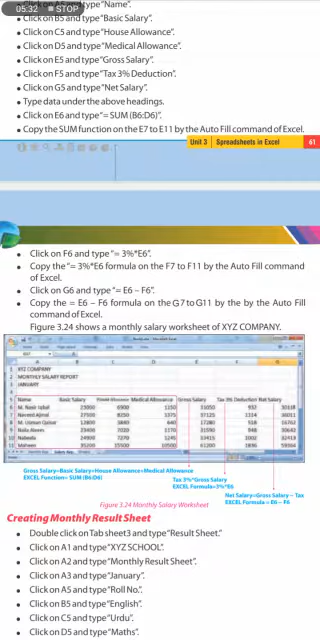 Click on A5 and type "Name".
05:32 STOP
• Click on B5 and type "Basic Salary".
• Click on C5 and type "House Allowance".
• Click on D5 and type "Medical Allowance".
• Click on E5 and type "Gross Salary".
• Click on F5 and type "Tax 3% Deduction".
• Click on G5 and type "Net Salary".
• Type data under the above headings.
• Click on E6 and type "= SUM (B6:D6)".
• Copy the SUM function on the E7 to E11 by the Auto Fill command of Excel.
Unit 3 Spreadsheets in Excel 61
• Click on F6 and type "= 3%*E6".
• Copy the "= 3%*E6 formula on the F7 to F11 by the Auto Fill command
of Excel.
• Click on G6 and type "= E6 – F6".
• Copy the = E6 – F6 formula on the G7 to G11 by the by the Auto Fill
command of Excel.
Figure 3.24 shows a monthly salary worksheet of XYZ COMPANY.
XYZ COMPANY
MONTHLY SALARY REPORT
JANUARY
Name Basic Salary House Allowance Medical Allowance Gross Salary Tax 3% Deduction Net Salary
Gross Salary=Basic Salary+House Allowance+Medical Allowance
EXCEL Function= SUM (B6:D6)
Tax 3%*Gross Salary
EXCEL Formula=3%*E6
Net Salary=Gross Salary – Tax
EXCEL Formula = E6 – F6
Figure 3.24 Monthly Salary Worksheet
Creating Monthly Result Sheet
• Double click on Tab sheet3 and type "Result Sheet."
• Click on A1 and type "XYZ SCHOOL".
• Click on A2 and type "Monthly Result Sheet".
• Click on A3 and type "January".
• Click on A5 and type "Roll No.".
• Click on B5 and type "English".
• Click on C5 and type "Urdu".
• Click on D5 and type "Maths".